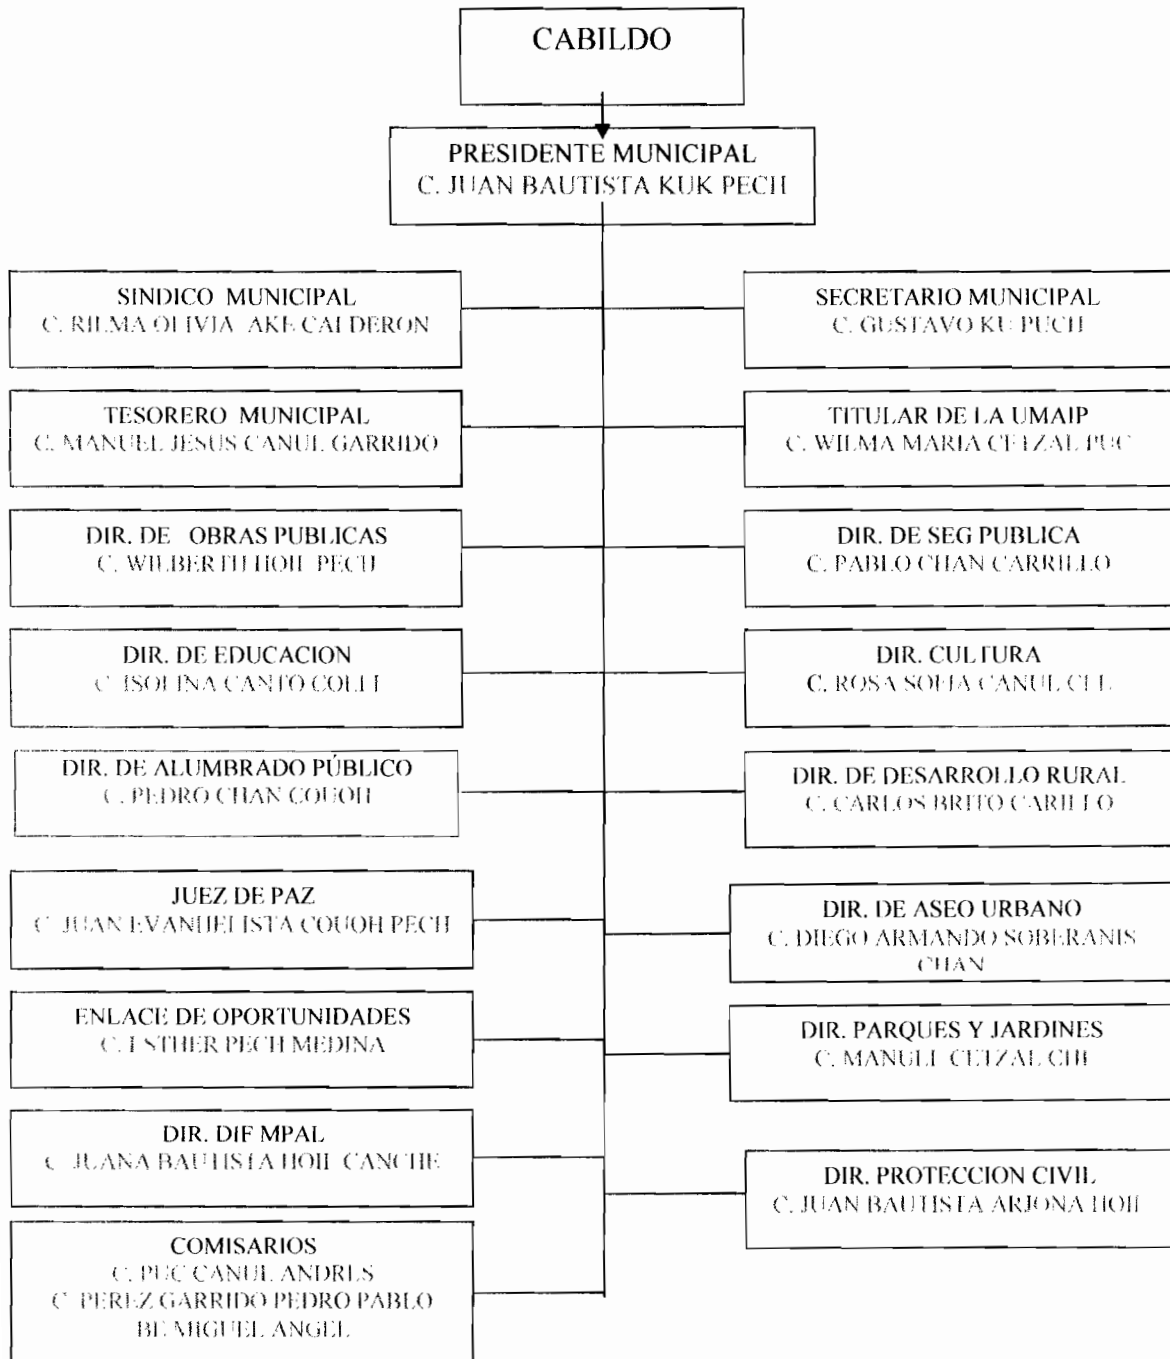 CABILDO
PRESIDENTE MUNICIPAL
C. JUAN BAUTISTA KUK PECH
SINDICO MUNICIPAL
C. RILMA OLIVIA AKE CALDERON
SECRETARIO MUNICIPAL
C. GUSTAVO KU PUCH
TESORERO MUNICIPAL
C. MANUEL JESUS CANUL GARRIDO
TITULAR DE LA UMAIP
C. WILMA MARIA CETZAL PUC
DIR. DE OBRAS PUBLICAS
C. WILBERTH HOIL PECH
DIR. DE SEG PUBLICA
C. PABLO CHAN CARRILLO
DIR. DE EDUCACION
C. ISOLINA CANTO COLLI
DIR. CULTURA
C. ROSA SOFIA CANUL CEL
DIR. DE ALUMBRADO PÚBLICO
C. PEDRO CHAN COUOH
DIR. DE DESARROLLO RURAL
C. CARLOS BRITO CARILLO
JUEZ DE PAZ
C. JUAN COUOH PECH
DIR. DE ASEO URBANO
C. DIEGO ARMANDO SOBERANIS
CHAN
ENLACE DE OPORTUNIDADES
C. ESTHER PECH MEDINA
DIR. PARQUES Y JARDINES
C. MANUEL CETZAL CHI
DIR. DIF MPAL
C. JUANA BAUTISTA HOIL CANCHE
DIR. PROTECCION CIVIL
C. JUAN BAUTISTA ARJONA HOIL
COMISARIOS
C. PUC CANUL ANDRES
C. PEREZ GARRIDO PEDRO PABLO
BE MIGUEL ANGEL